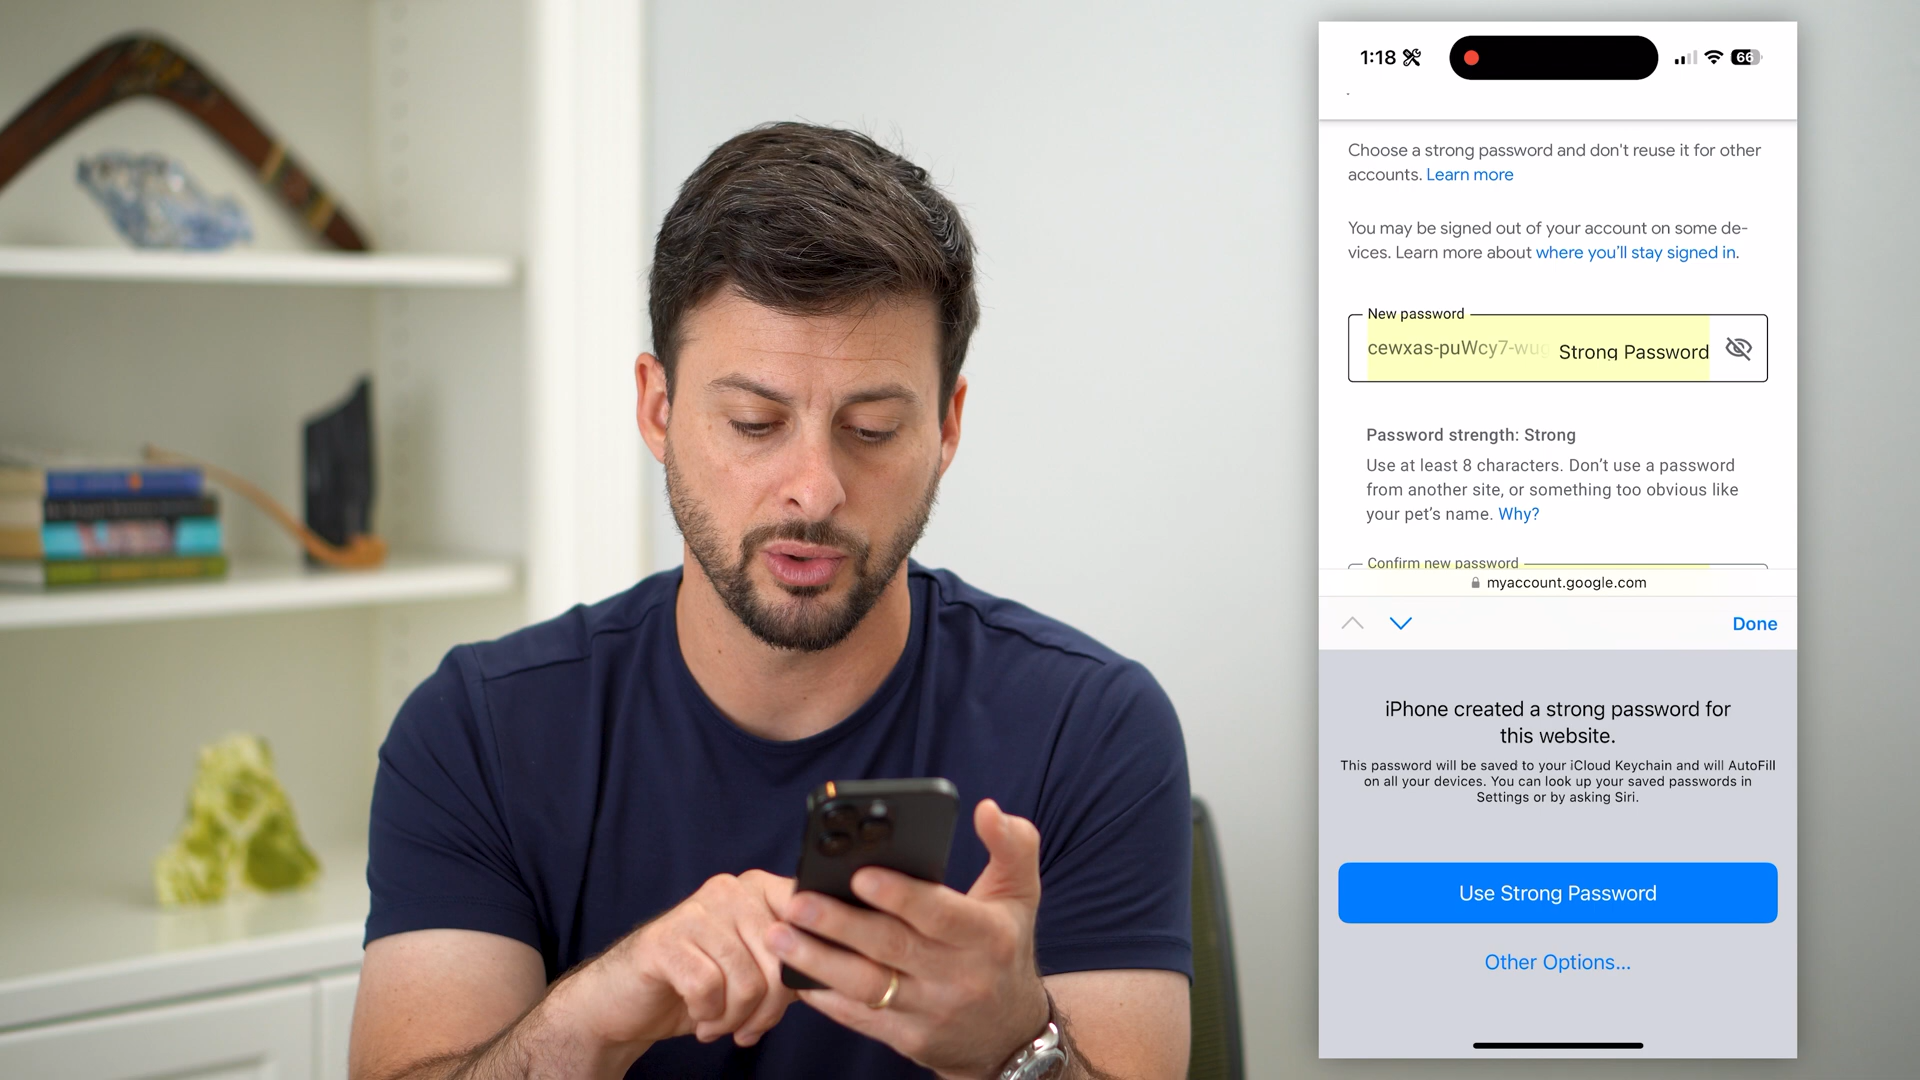 1:18
66
Choose a strong password and don't reuse it for other
accounts. Learn more
You may be signed out of your account on some de-
vices. Learn more about where you'll stay signed in.
New password
cewxas-puWcy7-wug Strong Password
Password strength: Strong
Use at least 8 characters. Don't use a password
from another site, or something too obvious like
your pet's name. Why?
Confirm new password
myaccount.google.com
Done
iPhone created a strong password for
this website.
This password will be saved to your iCloud Keychain and will AutoFill
on all your devices. You can look up your saved passwords in
Settings or by asking Siri.
Use Strong Password
Other Options...